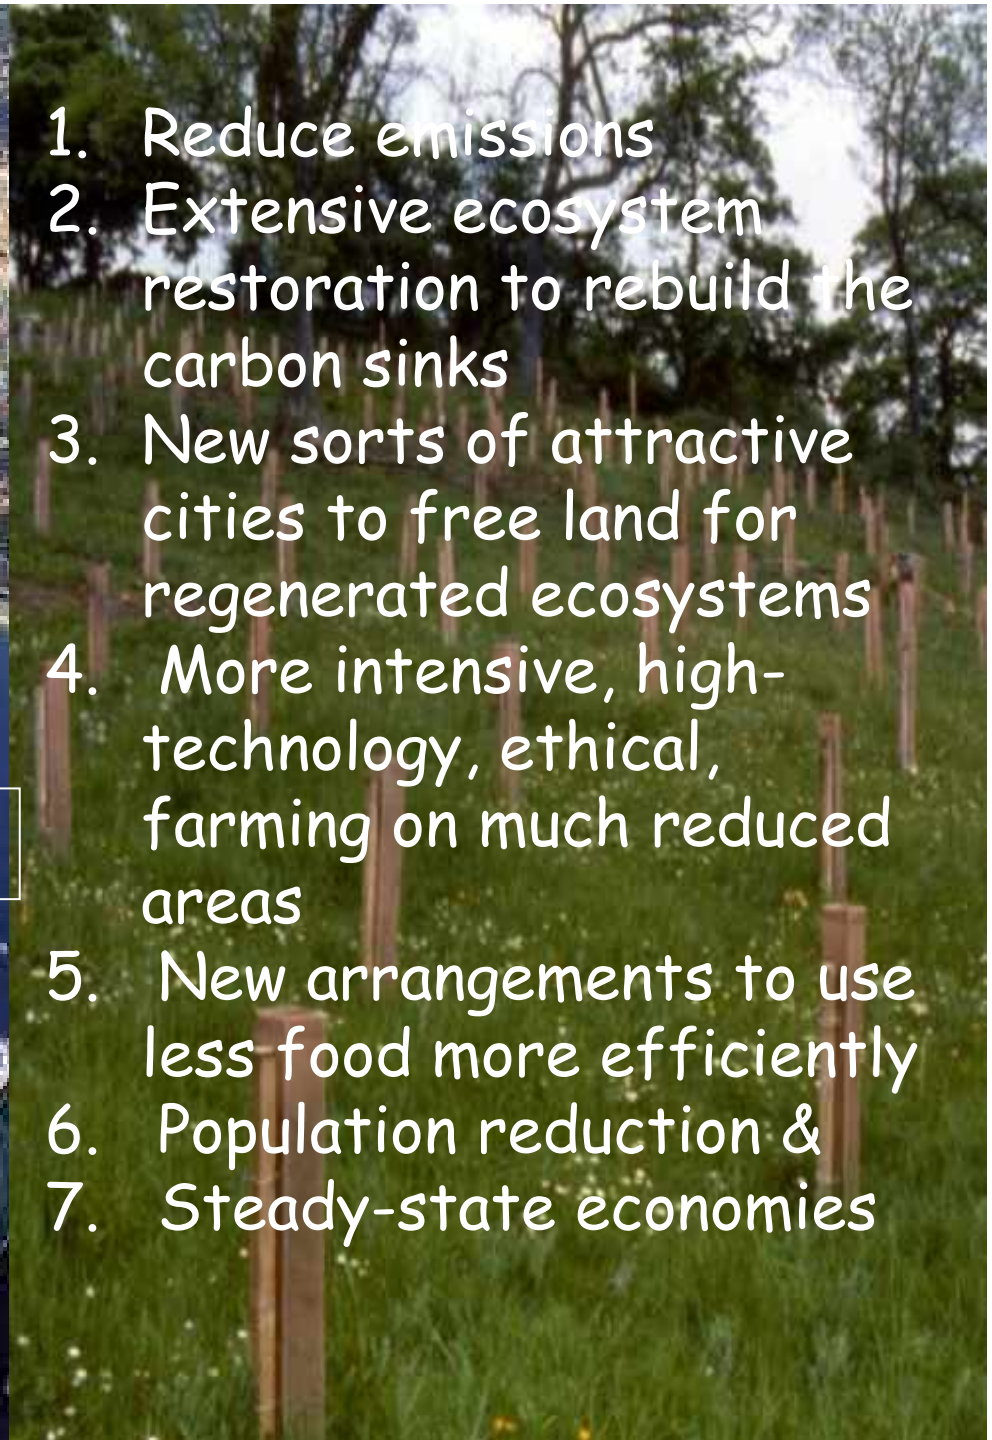 1. Reduce emissions
2. Extensive ecosystem
restoration to rebuild the
carbon sinks
3. New sorts of attractive
cities to free land for
regenerated ecosystems
4. More intensive, high-
technology, ethical,
farming on much reduced
areas
5. New arrangements to use
less food more efficiently
6. Population reduction &
7. Steady-state economies